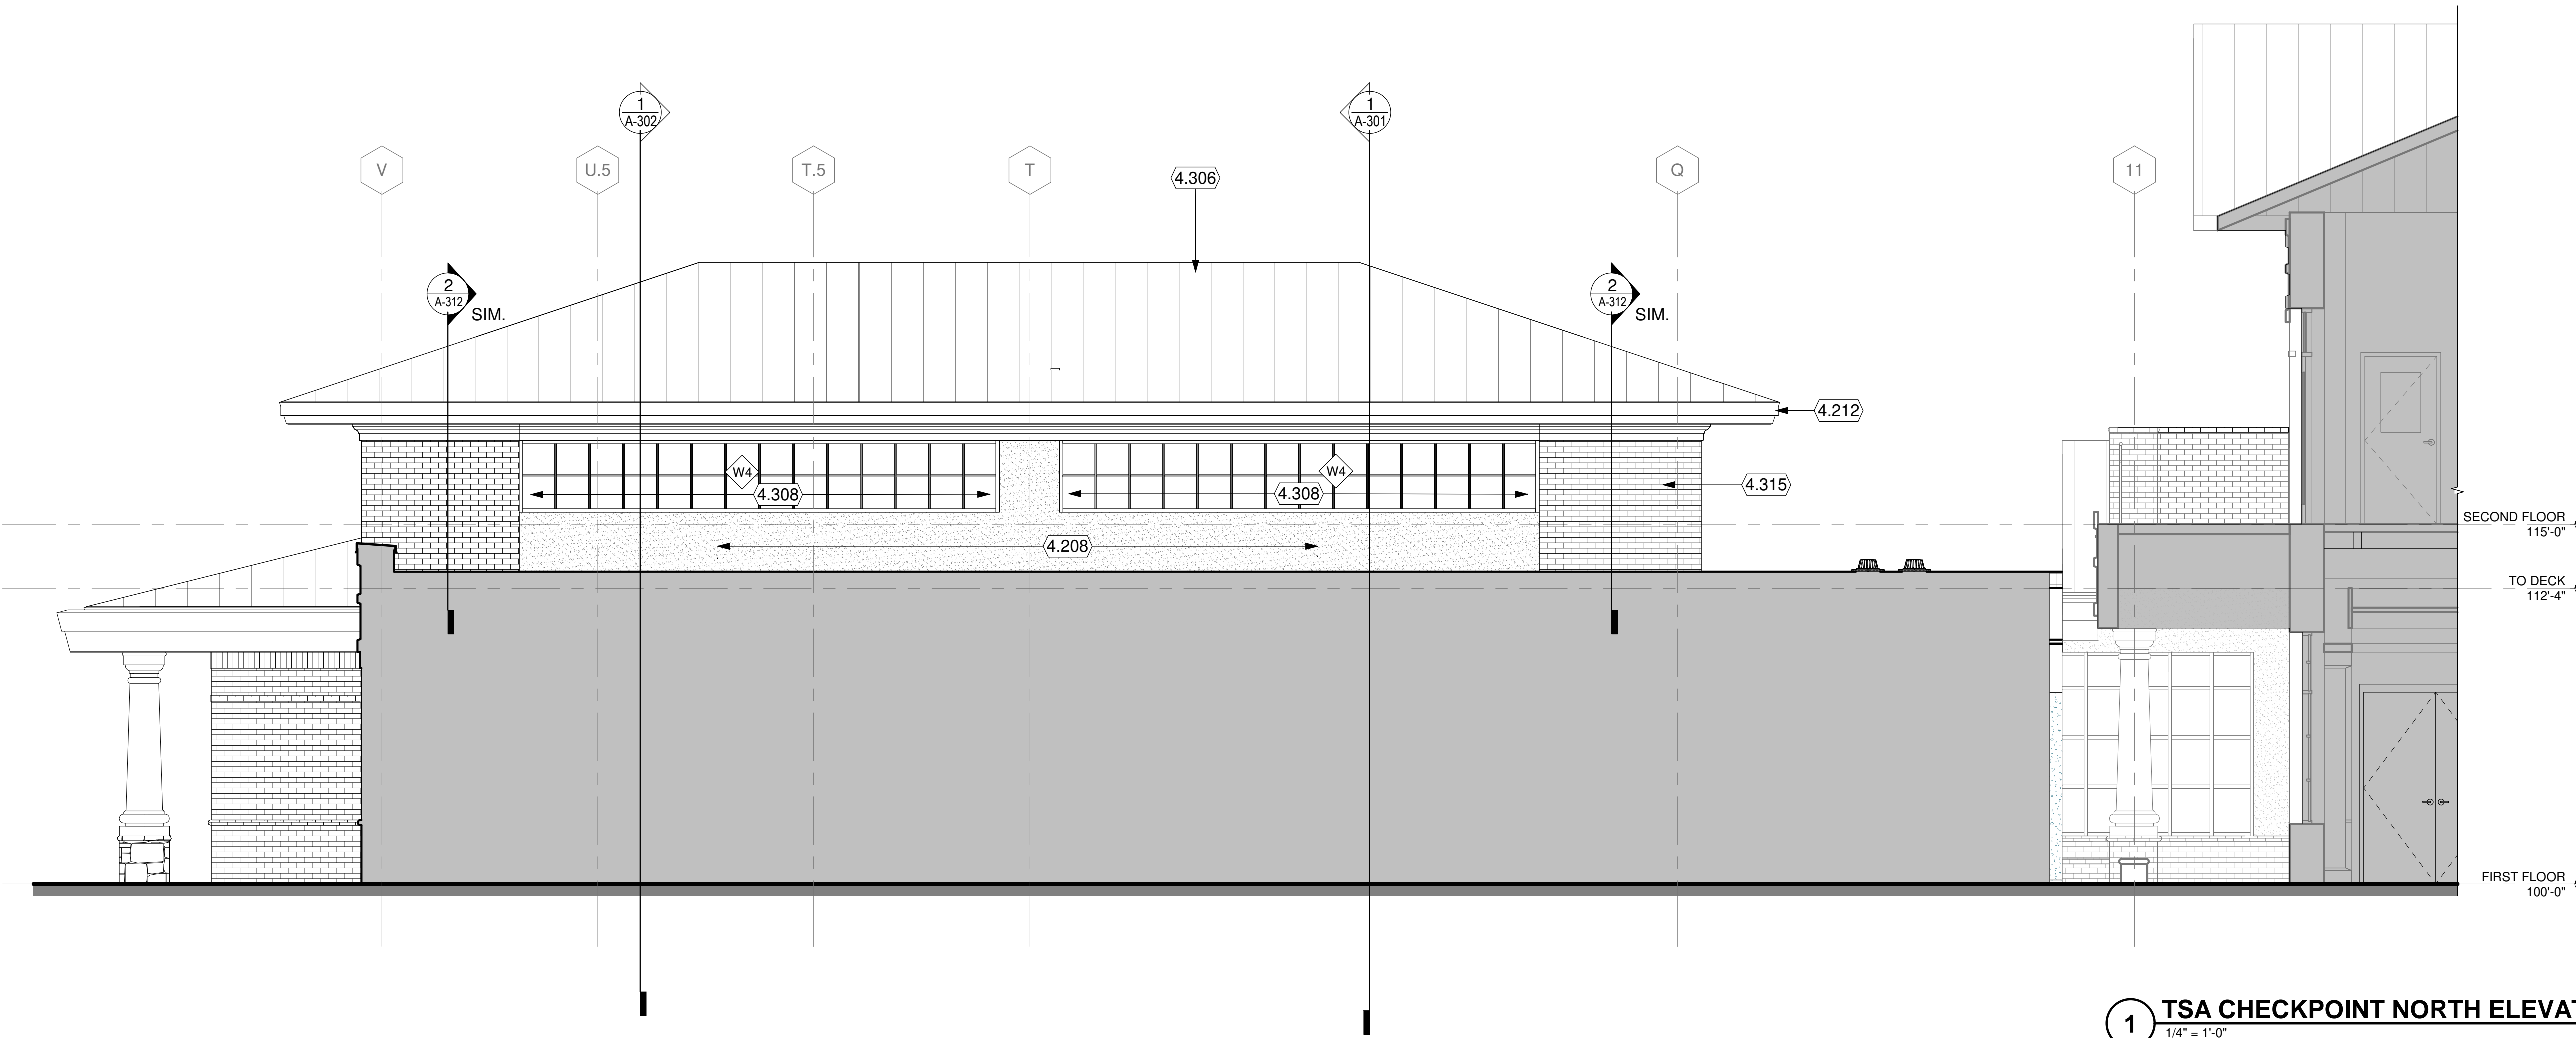 1
A-302
1
A-301
V
U.5
T.5
T
4.306
Q
11
2
A-312
SIM.
2
A-312
SIM.
4.212
W4
W4
4.308
4.308
4.315
SECOND FLOOR
115'-0"
4.208
TO DECK
112'-4"
FIRST FLOOR
100'-0"
1
TSA CHECKPOINT NORTH ELEVAT
1/4" = 1'-0"